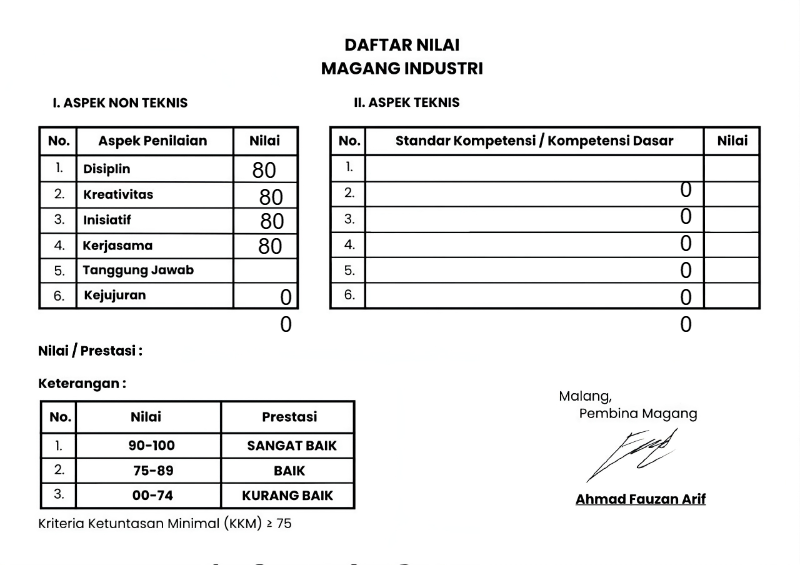 DAFTAR NILAI
MAGANG INDUSTRI
I. ASPEK NON TEKNIS
No. Aspek Penilaian Nilai
1. Disiplin 80
2. Kreativitas 80
3. Inisiatif 80
4. Kerjasama 80
5. Tanggung Jawab
6. Kejujuran 0
0
II. ASPEK TEKNIS
No. Standar Kompetensi / Kompetensi Dasar Nilai
1.
2. 0
3. 0
4. 0
5. 0
6. 0
0
Nilai / Prestasi :
Keterangan :
No. Nilai Prestasi
1. 90-100 SANGAT BAIK
2. 75-89 BAIK
3. 00-74 KURANG BAIK
Kriteria Ketuntasan Minimal (KKM) ≥ 75
Malang,
Pembina Magang
Ahmad Fauzan Arif